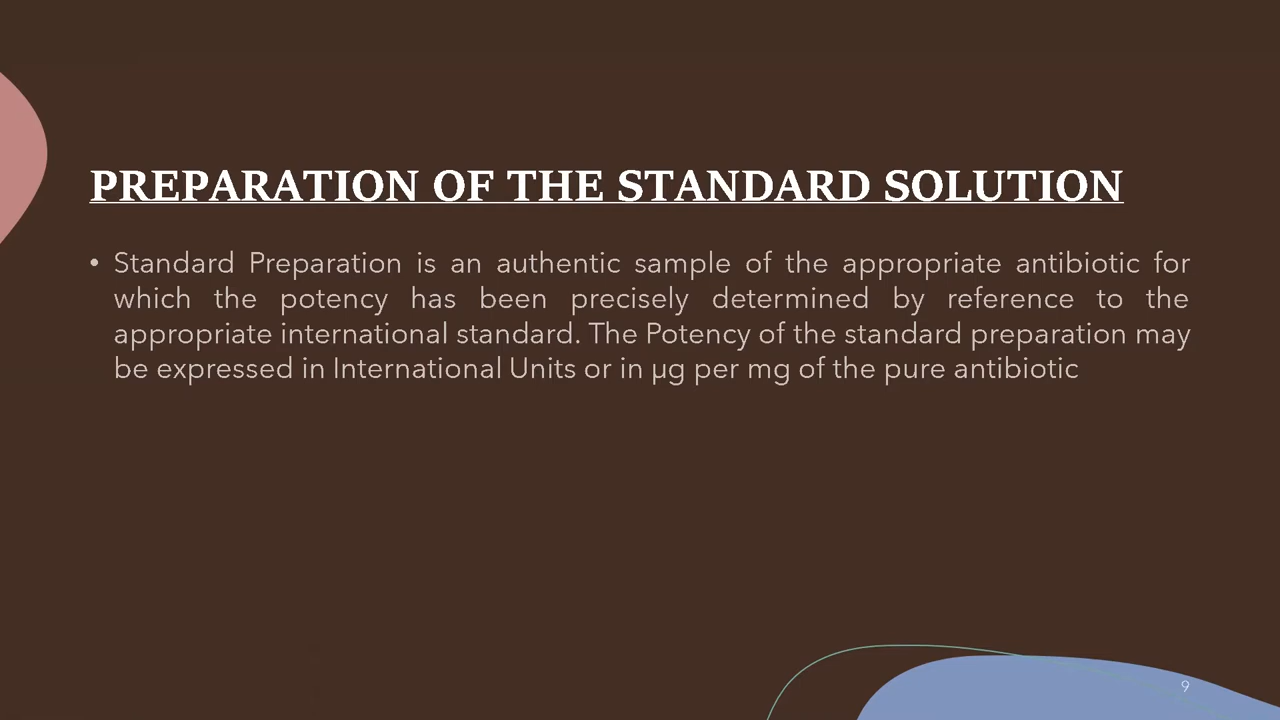 PREPARATION OF THE STANDARD SOLUTION
• Standard Preparation is an authentic sample of the appropriate antibiotic for
which the potency has been precisely determined by reference to the
appropriate international standard. The Potency of the standard preparation may
be expressed in International Units or in µg per mg of the pure antibiotic
9